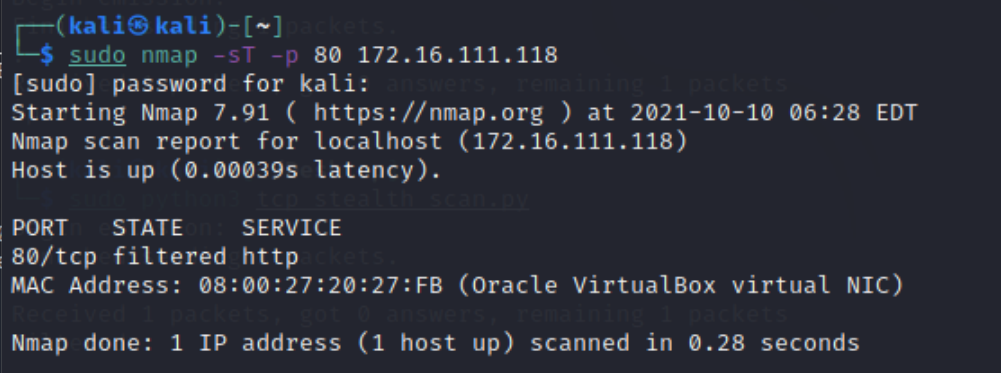 ┌──(kali㉿kali)-[~]
└─$ sudo nmap -sT -p 80 172.16.111.118
[sudo] password for kali:
Starting Nmap 7.91 ( https://nmap.org ) at 2021-10-10 06:28 EDT
Nmap scan report for localhost (172.16.111.118)
Host is up (0.00039s latency).
PORT   STATE    SERVICE
80/tcp filtered http
MAC Address: 08:00:27:20:27:FB (Oracle VirtualBox virtual NIC)
Nmap done: 1 IP address (1 host up) scanned in 0.28 seconds